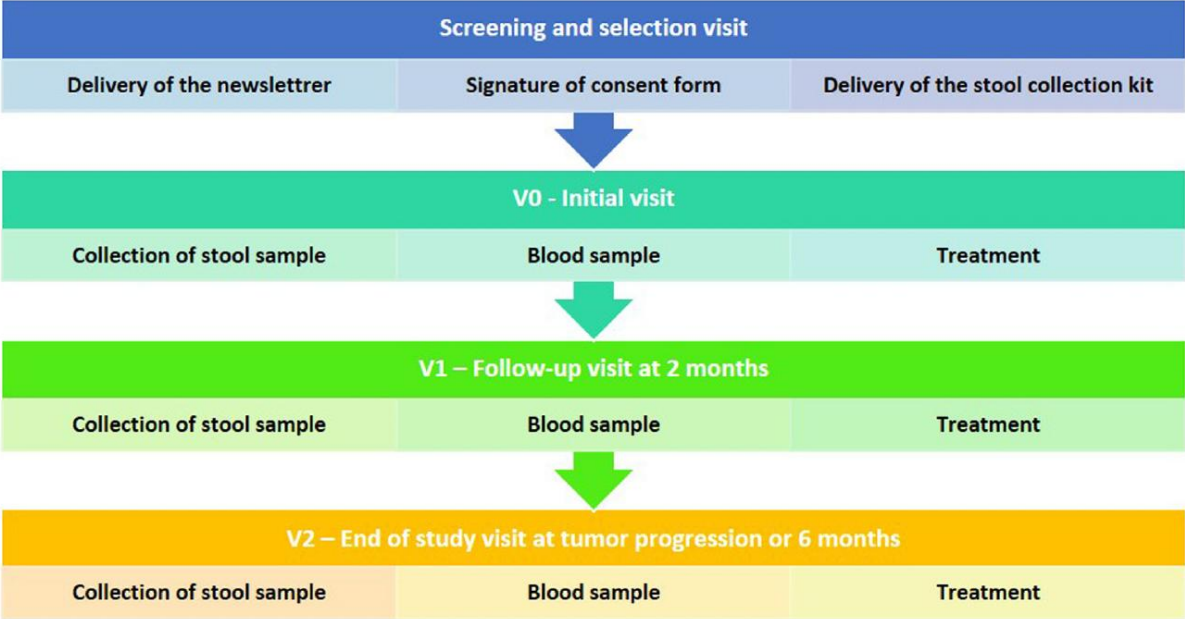 Screening and selection visit
Delivery of the newslettrer
Signature of consent form
Delivery of the stool collection kit
V0 - Initial visit
Collection of stool sample
Blood sample
Treatment
V1 – Follow-up visit at 2 months
Collection of stool sample
Blood sample
Treatment
V2 – End of study visit at tumor progression or 6 months
Collection of stool sample
Blood sample
Treatment